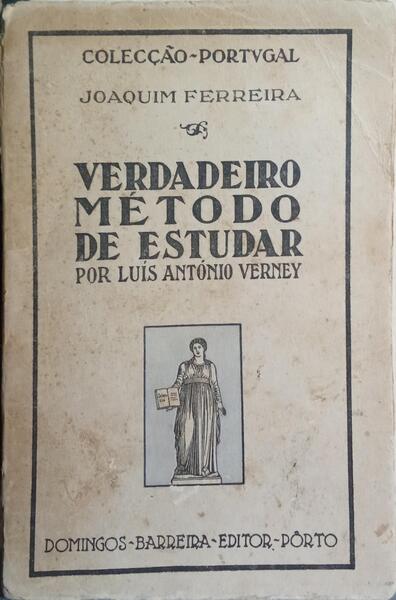 COLECÇÃO-PORTVGAL
JOAQUIM FERREIRA
VERDADEIRO
MÉTODO
DE ESTUDAR
POR LUÍS ANTÓNIO VERNEY
DOMINGOS-BARREIRA-EDITOR-PÔRTO